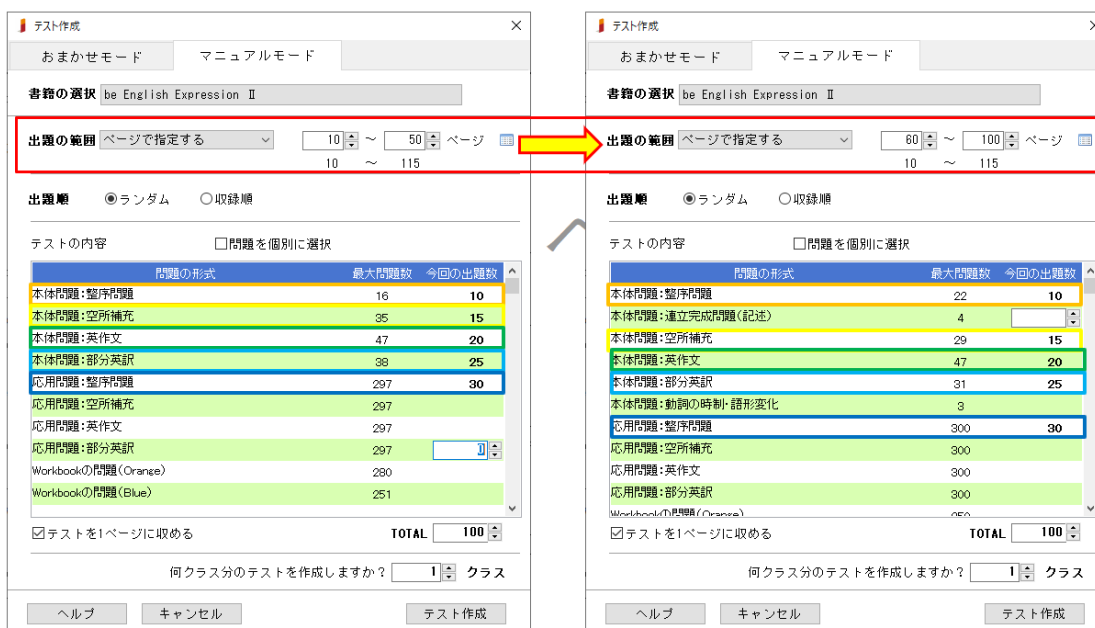 テスト作成
おまかせモード マニュアルモード
書籍の選択 be English Expression Ⅱ
出題の範囲 ページで指定する 10 ～ 50 ページ
10 ～ 115
出題順 ランダム 収録順
テストの内容 問題を個別に選択
問題の形式 最大問題数 今回の出題数
本体問題:整序問題 16 10
本体問題:空所補充 35 15
本体問題:英作文 47 20
本体問題:部分英訳 38 25
応用問題:整序問題 297 30
応用問題:空所補充 297
応用問題:英作文 297
応用問題:部分英訳 297
Workbookの問題(Orange) 280
Workbookの問題(Blue) 251
テストを1ページに収める TOTAL 100
何クラス分のテストを作成しますか？ 1 クラス
ヘルプ キャンセル テスト作成
テスト作成
おまかせモード マニュアルモード
書籍の選択 be English Expression Ⅱ
出題の範囲 ページで指定する 60 ～ 100 ページ
10 ～ 115
出題順 ランダム 収録順
テストの内容 問題を個別に選択
問題の形式 最大問題数 今回の出題数
本体問題:整序問題 22 10
本体問題:連立完成問題(記述) 4
本体問題:空所補充 29 15
本体問題:英作文 47 20
本体問題:部分英訳 31 25
本体問題:動詞の時制・語形変化 3
応用問題:整序問題 300 30
応用問題:空所補充 300
応用問題:英作文 300
応用問題:部分英訳 300
Workbookの問題(Orange)
テストを1ページに収める TOTAL 100
何クラス分のテストを作成しますか？ 1 クラス
ヘルプ キャンセル テスト作成